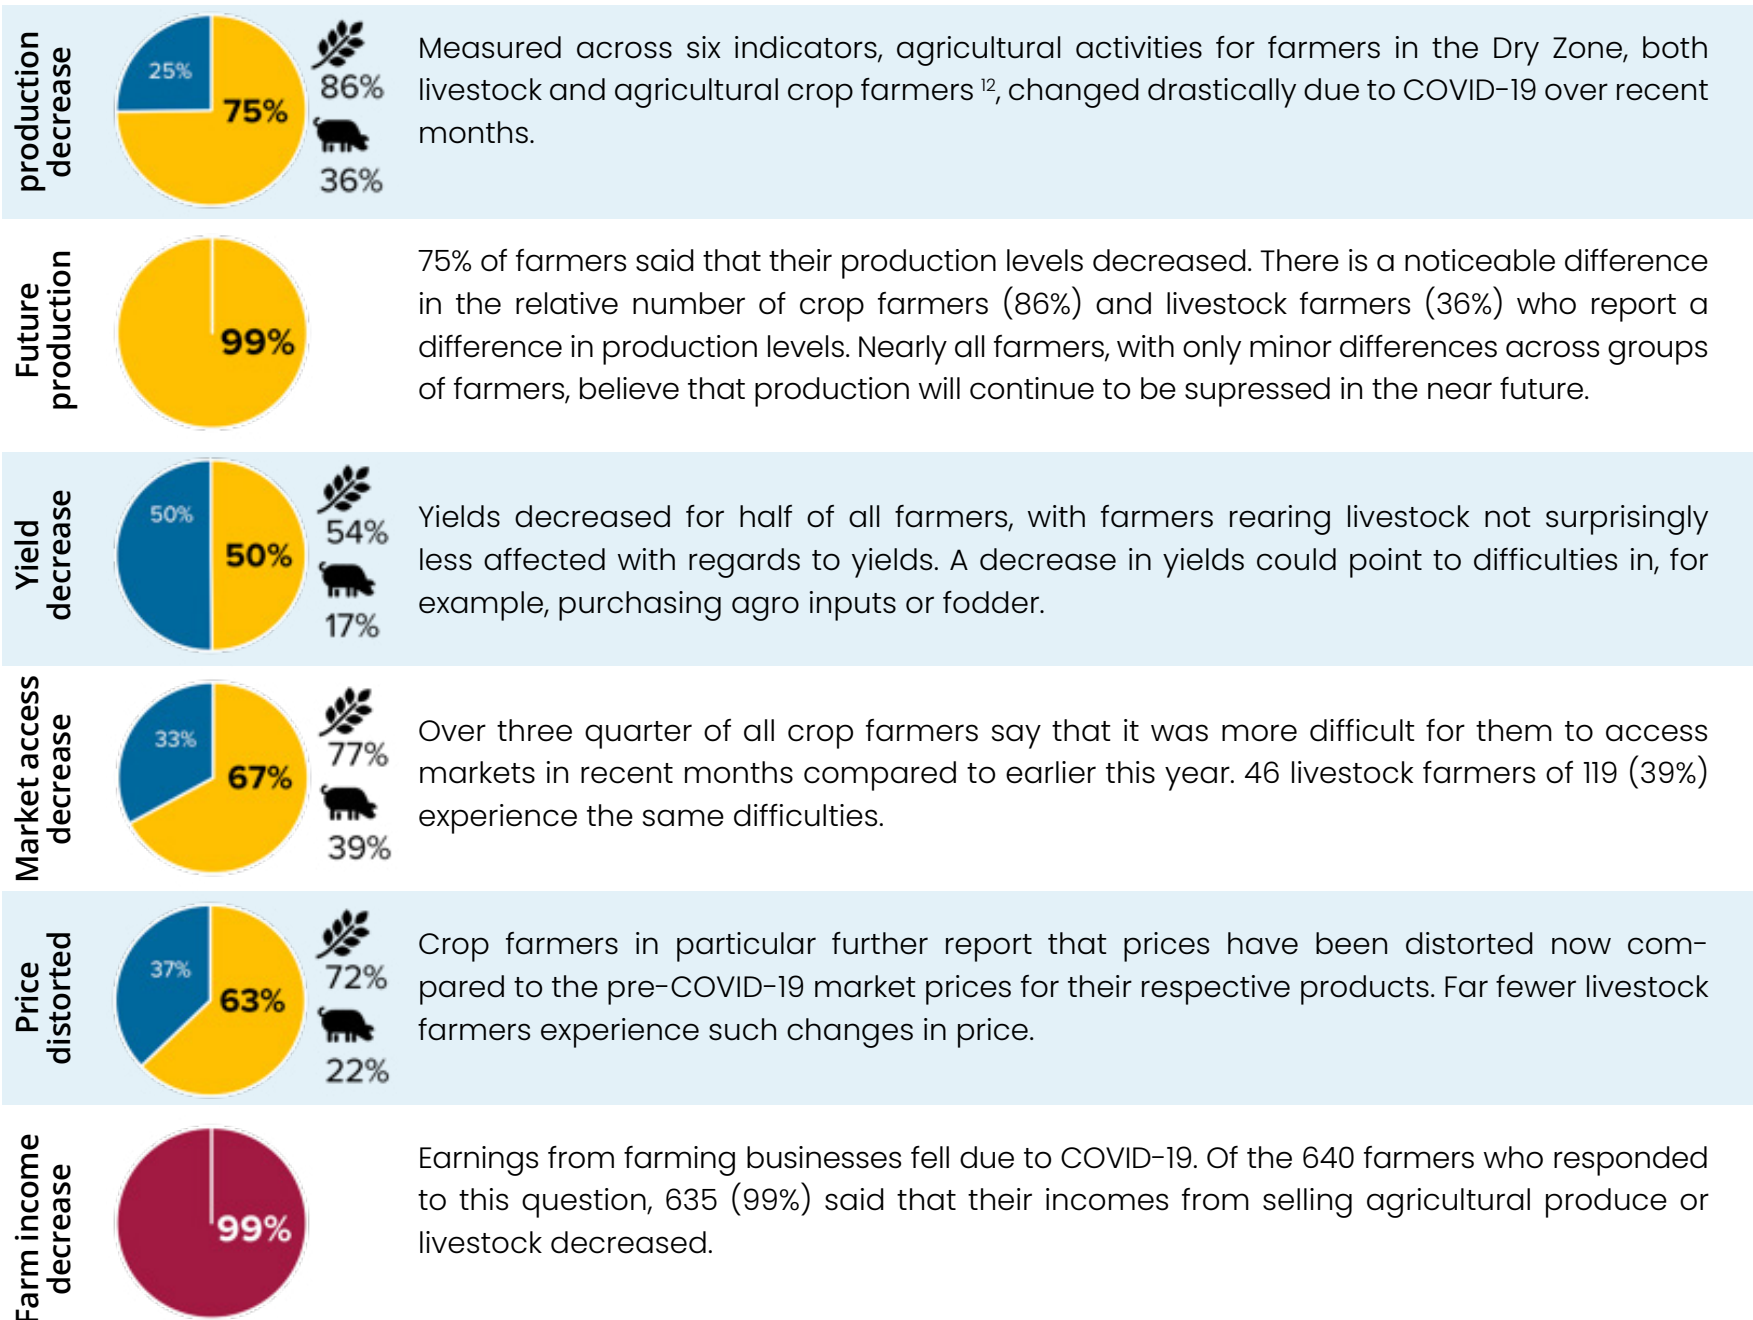 production
decrease
25%
75%
86%
36%
Measured across six indicators, agricultural activities for farmers in the Dry Zone, both
livestock and agricultural crop farmers 12, changed drastically due to COVID-19 over recent
months.
Future
production
99%
75% of farmers said that their production levels decreased. There is a noticeable difference
in the relative number of crop farmers (86%) and livestock farmers (36%) who report a
difference in production levels. Nearly all farmers, with only minor differences across groups
of farmers, believe that production will continue to be supressed in the near future.
Yield
decrease
50%
50%
54%
17%
Yields decreased for half of all farmers, with farmers rearing livestock not surprisingly
less affected with regards to yields. A decrease in yields could point to difficulties in, for
example, purchasing agro inputs or fodder.
Market access
decrease
33%
67%
77%
39%
Over three quarter of all crop farmers say that it was more difficult for them to access
markets in recent months compared to earlier this year. 46 livestock farmers of 119 (39%)
experience the same difficulties.
Price
distorted
37%
63%
72%
22%
Crop farmers in particular further report that prices have been distorted now com-
pared to the pre-COVID-19 market prices for their respective products. Far fewer livestock
farmers experience such changes in price.
Farm income
decrease
99%
Earnings from farming businesses fell due to COVID-19. Of the 640 farmers who responded
to this question, 635 (99%) said that their incomes from selling agricultural produce or
livestock decreased.